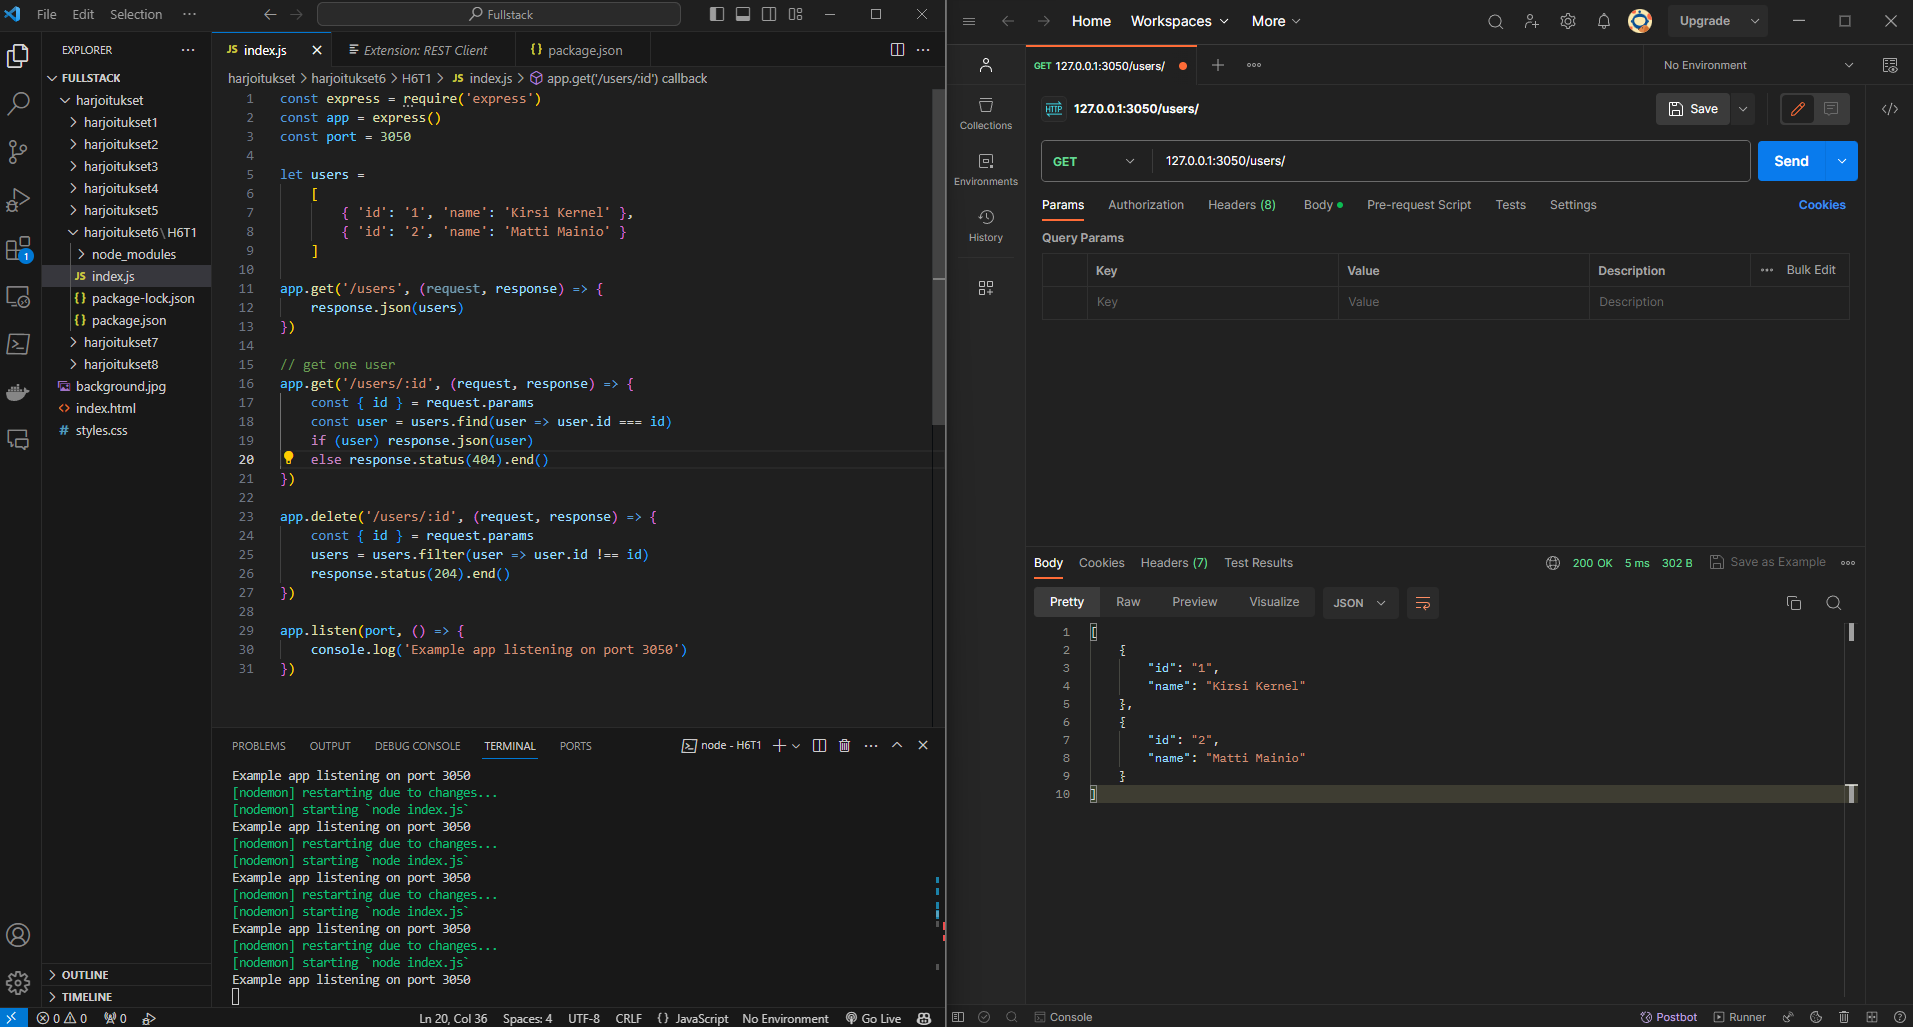 File Edit Selection ··· Fullstack
EXPLORER ···
FULLSTACK
harjoitukset
harjoitukset1
harjoitukset2
harjoitukset3
harjoitukset4
harjoitukset5
harjoitukset6 \ H6T1
node_modules
JS index.js
{} package-lock.json
{} package.json
harjoitukset7
harjoitukset8
background.jpg
<> index.html
# styles.css
OUTLINE
TIMELINE
1
JS index.js × Extension: REST Client {} package.json ···
harjoitukset > harjoitukset6 > H6T1 > JS index.js > app.get('/users/:id') callback
1 const express = require('express')
2 const app = express()
3 const port = 3050
4
5 let users =
6 [
7 { 'id': '1', 'name': 'Kirsi Kernel' },
8 { 'id': '2', 'name': 'Matti Mainio' }
9 ]
10
11 app.get('/users', (request, response) => {
12 response.json(users)
13 })
14
15 // get one user
16 app.get('/users/:id', (request, response) => {
17 const { id } = request.params
18 const user = users.find(user => user.id === id)
19 if (user) response.json(user)
20 else response.status(404).end()
21 })
22
23 app.delete('/users/:id', (request, response) => {
24 const { id } = request.params
25 users = users.filter(user => user.id !== id)
26 response.status(204).end()
27 })
28
29 app.listen(port, () => {
30 console.log('Example app listening on port 3050')
31 })
PROBLEMS OUTPUT DEBUG CONSOLE TERMINAL PORTS node - H6T1 ···
Example app listening on port 3050
[nodemon] restarting due to changes...
[nodemon] starting `node index.js`
Example app listening on port 3050
[nodemon] restarting due to changes...
[nodemon] starting `node index.js`
Example app listening on port 3050
[nodemon] restarting due to changes...
[nodemon] starting `node index.js`
Example app listening on port 3050
[nodemon] restarting due to changes...
[nodemon] starting `node index.js`
Example app listening on port 3050
0 0 0 Ln 20, Col 36 Spaces: 4 UTF-8 CRLF {} JavaScript No Environment Go Live
Home Workspaces More Upgrade
GET 127.0.0.1:3050/users/ No Environment
Collections
Environments
History
HTTP 127.0.0.1:3050/users/ Save </>
GET 127.0.0.1:3050/users/ Send
Params Authorization Headers (8) Body Pre-request Script Tests Settings Cookies
Query Params
Key Value Description ··· Bulk Edit
Key Value Description
Body Cookies Headers (7) Test Results 200 OK 5 ms 302 B Save as Example
Pretty Raw Preview Visualize JSON
1 [
2 {
3 "id": "1",
4 "name": "Kirsi Kernel"
5 },
6 {
7 "id": "2",
8 "name": "Matti Mainio"
9 }
10 ]
Console Postbot Runner